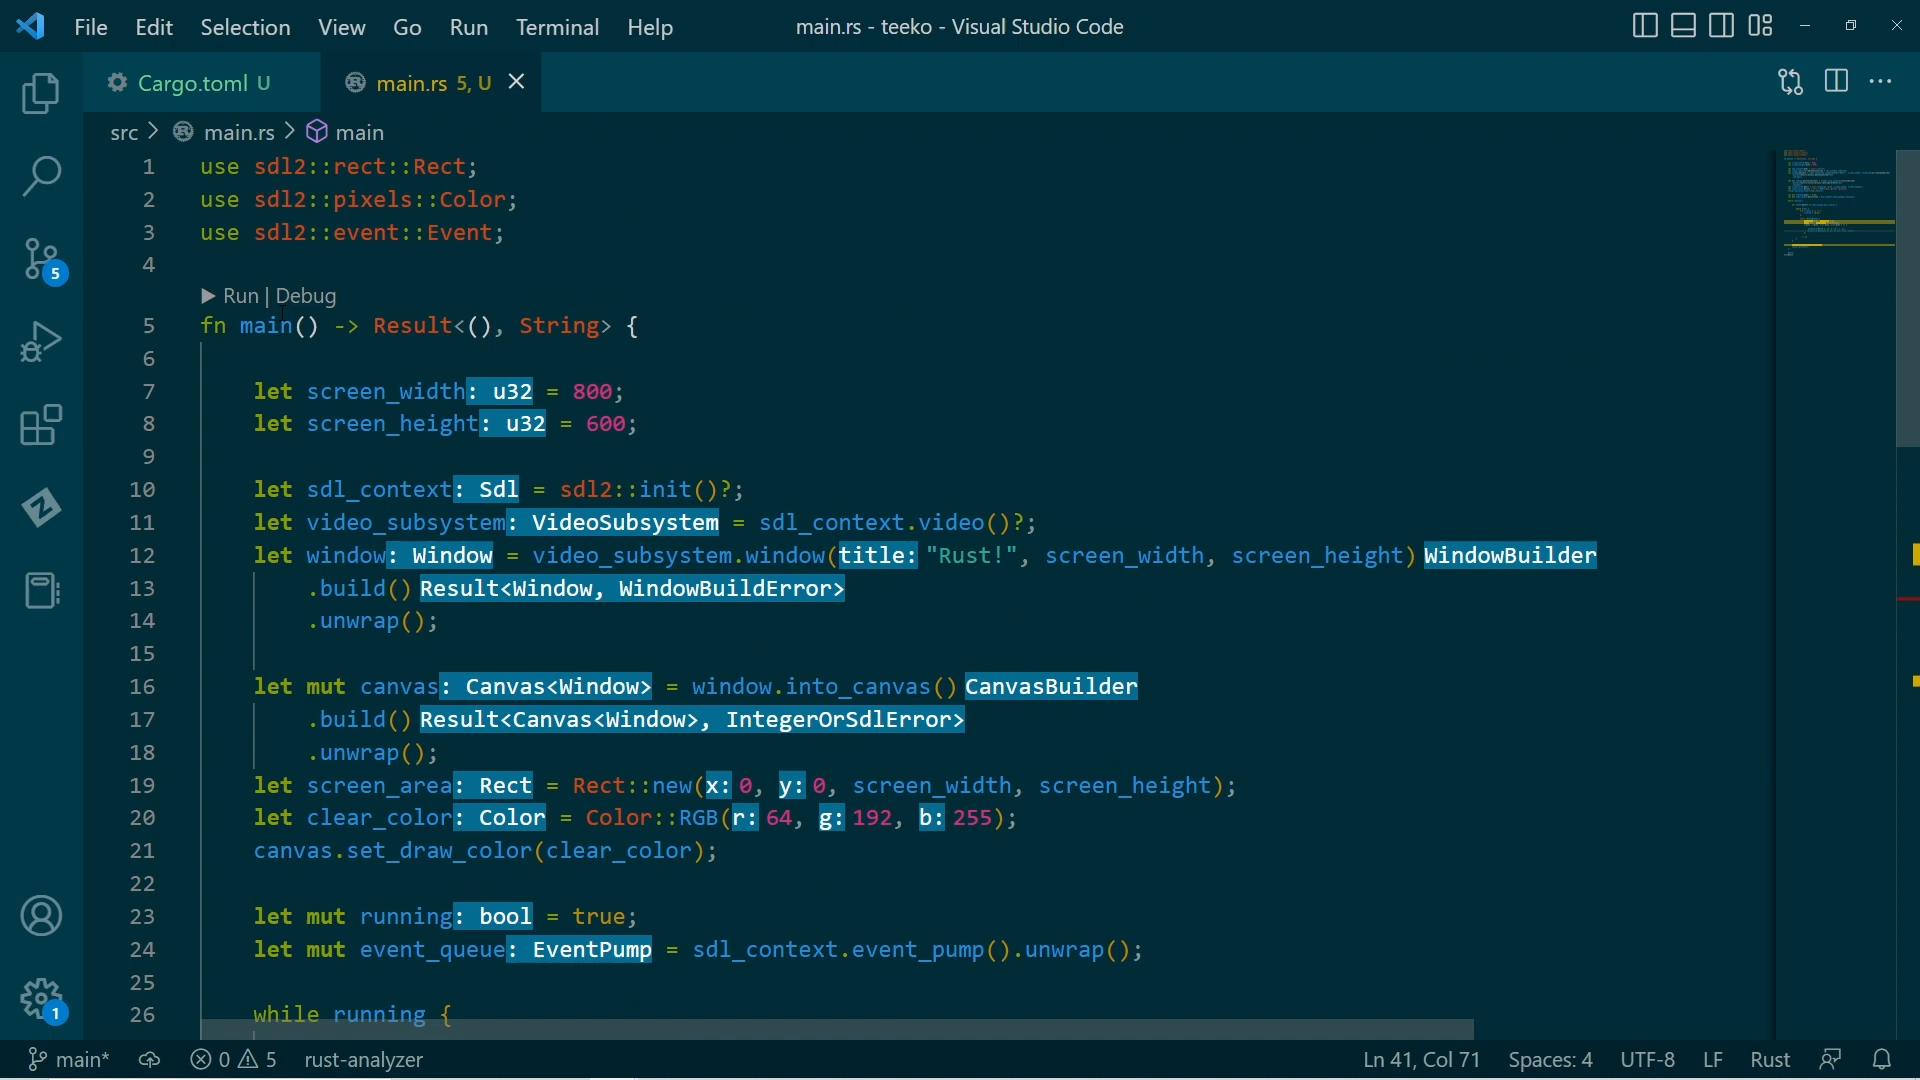 File Edit Selection View Go Run Terminal Help main.rs - teeko - Visual Studio Code
Cargo.toml U main.rs 5, U
src > main.rs > main
1 use sdl2::rect::Rect;
2 use sdl2::pixels::Color;
3 use sdl2::event::Event;
4
Run | Debug
5 fn main() -> Result<(), String> {
6
7 let screen_width: u32 = 800;
8 let screen_height: u32 = 600;
9
10 let sdl_context: Sdl = sdl2::init()?;
11 let video_subsystem: VideoSubsystem = sdl_context.video()?;
12 let window: Window = video_subsystem.window(title: "Rust!", screen_width, screen_height) WindowBuilder
13 .build() Result<Window, WindowBuildError>
14 .unwrap();
15
16 let mut canvas: Canvas<Window> = window.into_canvas() CanvasBuilder
17 .build() Result<Canvas<Window>, IntegerOrSdlError>
18 .unwrap();
19 let screen_area: Rect = Rect::new(x: 0, y: 0, screen_width, screen_height);
20 let clear_color: Color = Color::RGB(r: 64, g: 192, b: 255);
21 canvas.set_draw_color(clear_color);
22
23 let mut running: bool = true;
24 let mut event_queue: EventPump = sdl_context.event_pump().unwrap();
25
26 while running {
5
1
main* 0 5 rust-analyzer Ln 41, Col 71 Spaces: 4 UTF-8 LF Rust